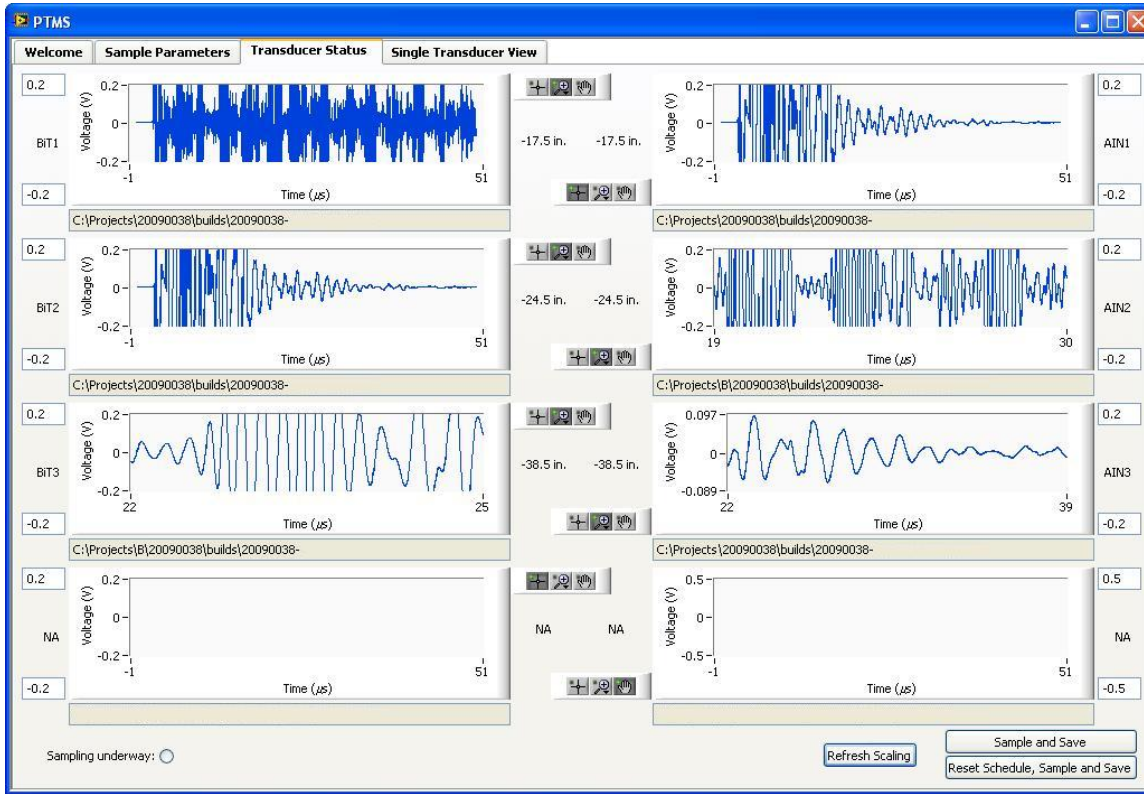 PTMS
Welcome
Sample Parameters
Transducer Status
Single Transducer View
0.2
BiT1
-0.2
Voltage (V)
0.2
0
-0.2
-1
51
Time (µs)
C:\Projects\20090038\builds\20090038-
-17.5 in.
-17.5 in.
Voltage (V)
0.2
0
-0.2
-1
51
Time (µs)
C:\Projects\20090038\builds\20090038-
0.2
AIN1
-0.2
0.2
BiT2
-0.2
Voltage (V)
0.2
0
-0.2
-1
51
Time (µs)
C:\Projects\20090038\builds\20090038-
-24.5 in.
-24.5 in.
Voltage (V)
0.2
0
-0.2
19
30
Time (µs)
C:\Projects\B\20090038\builds\20090038-
0.2
AIN2
-0.2
0.2
BiT3
-0.2
Voltage (V)
0.2
0
-0.2
22
25
Time (µs)
C:\Projects\B\20090038\builds\20090038-
-38.5 in.
-38.5 in.
Voltage (V)
0.097
0
-0.089
22
39
Time (µs)
C:\Projects\20090038\builds\20090038-
0.2
AIN3
-0.2
0.2
NA
-0.2
Voltage (V)
0.2
0
-0.2
-1
51
Time (µs)
NA
NA
Voltage (V)
0.5
0
-0.5
-1
51
Time (µs)
0.5
NA
-0.5
Sampling underway:
Refresh Scaling
Sample and Save
Reset Schedule, Sample and Save